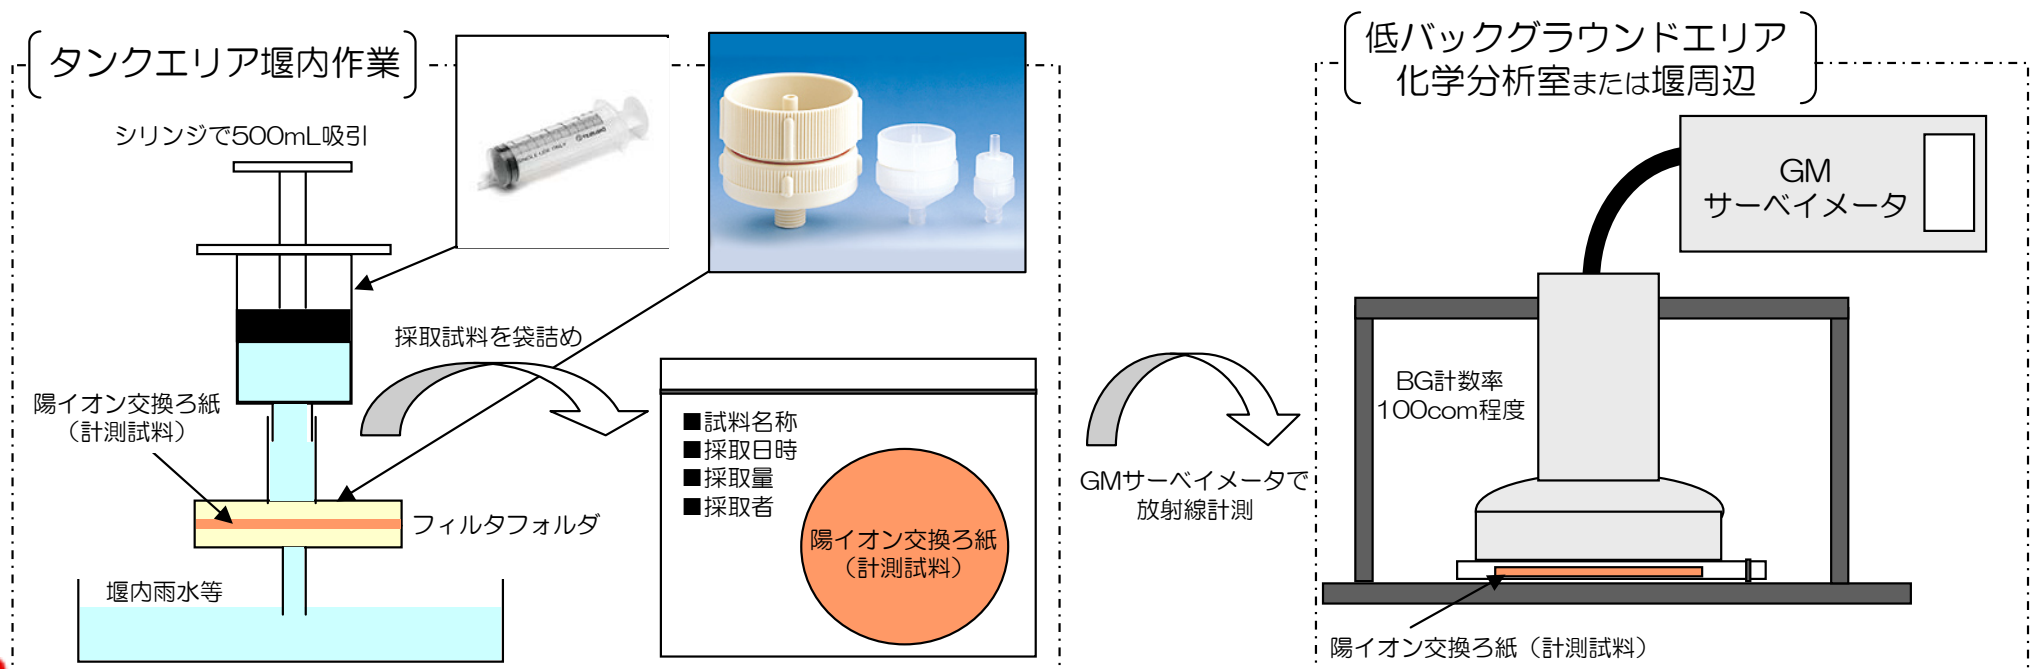 タンクエリア堰内作業
シリンジで500mL吸引
SINGLE USE ONLY
採取試料を袋詰め
陽イオン交換ろ紙
（計測試料）
フィルタフォルダ
堰内雨水等
■試料名称
■採取日時
■採取量
■採取者
陽イオン交換ろ紙
（計測試料）
GMサーベイメータで
放射線計測
低バックグラウンドエリア
化学分析室または堰周辺
GM
サーベイメータ
BG計数率
100com程度
陽イオン交換ろ紙（計測試料）